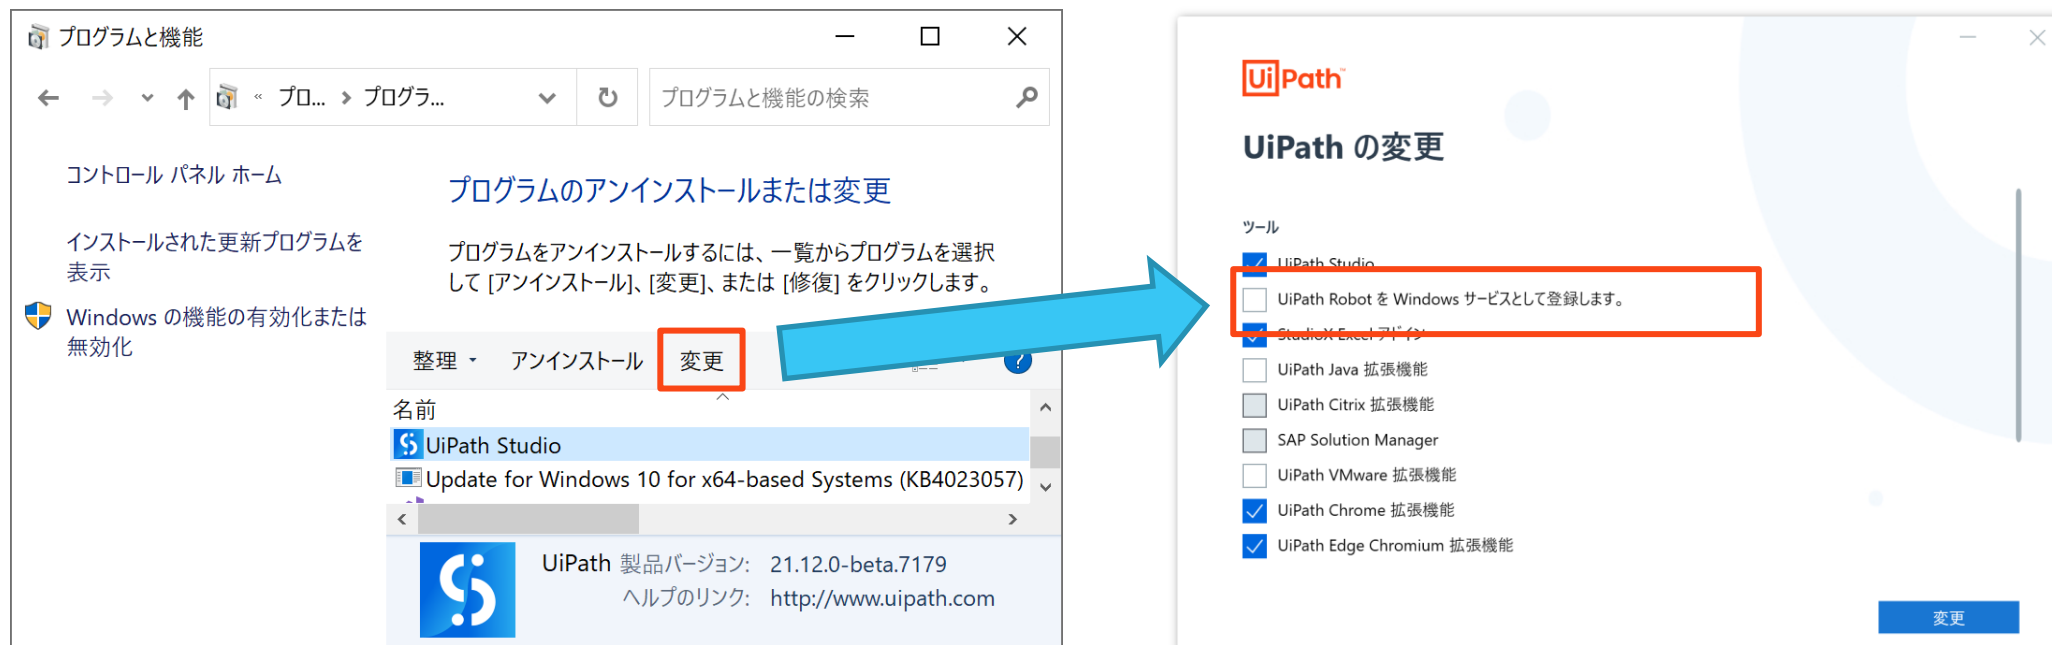 プログラムと機能
« プロ... > プログラ...
プログラムと機能の検索
コントロール パネル ホーム
インストールされた更新プログラムを
表示
Windows の機能の有効化または
無効化
プログラムのアンインストールまたは変更
プログラムをアンインストールするには、一覧からプログラムを選択
して [アンインストール]、[変更]、または [修復] をクリックします。
整理 アンインストール 変更
名前
UiPath Studio
Update for Windows 10 for x64-based Systems (KB4023057)
UiPath 製品バージョン: 21.12.0-beta.7179
ヘルプのリンク: http://www.uipath.com
UiPath™
UiPath の変更
ツール
UiPath Studio
UiPath Robot を Windows サービスとして登録します。
StudioX Excel アドイン
UiPath Java 拡張機能
UiPath Citrix 拡張機能
SAP Solution Manager
UiPath VMware 拡張機能
UiPath Chrome 拡張機能
UiPath Edge Chromium 拡張機能
変更